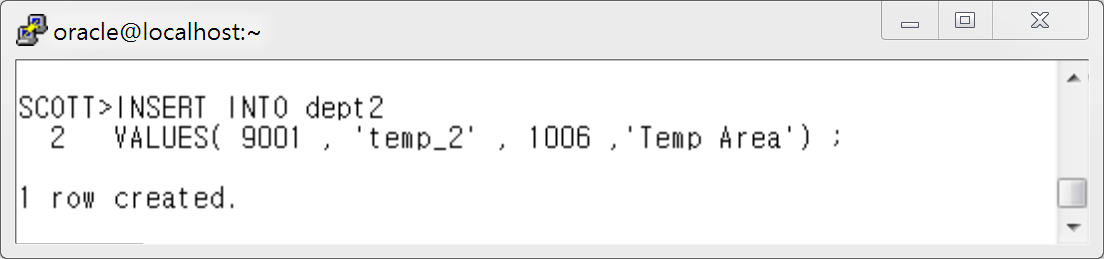 oracle@localhost:~
SCOTT>INSERT INTO dept2
2 VALUES( 9001 , 'temp_2' , 1006 ,'Temp Area') ;
1 row created.